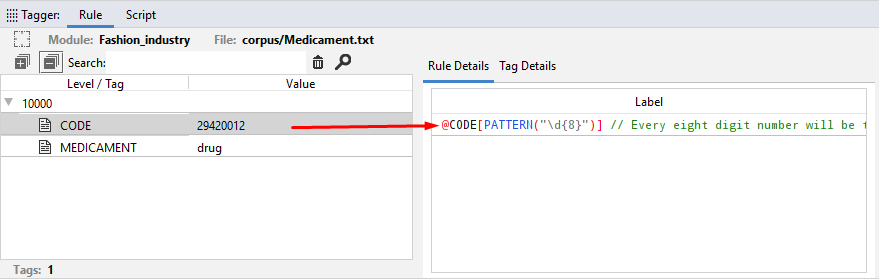 Tagger: Rule Script
Module: Fashion_industry File: corpus/Medicament.txt
Search:
Rule Details Tag Details
Level / Tag Value
Label
10000
CODE 29420012
@CODE[PATTERN("\d{8}")] // Every eight digit number will be t
MEDICAMENT drug
Tags: 1